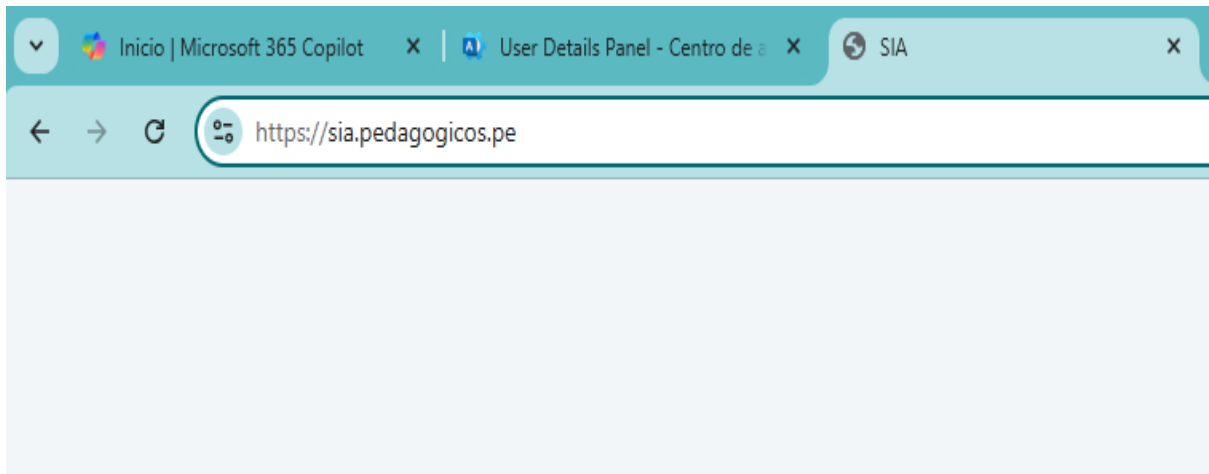 Inicio | Microsoft 365 Copilot User Details Panel - Centro de a SIA
https://sia.pedagogicos.pe